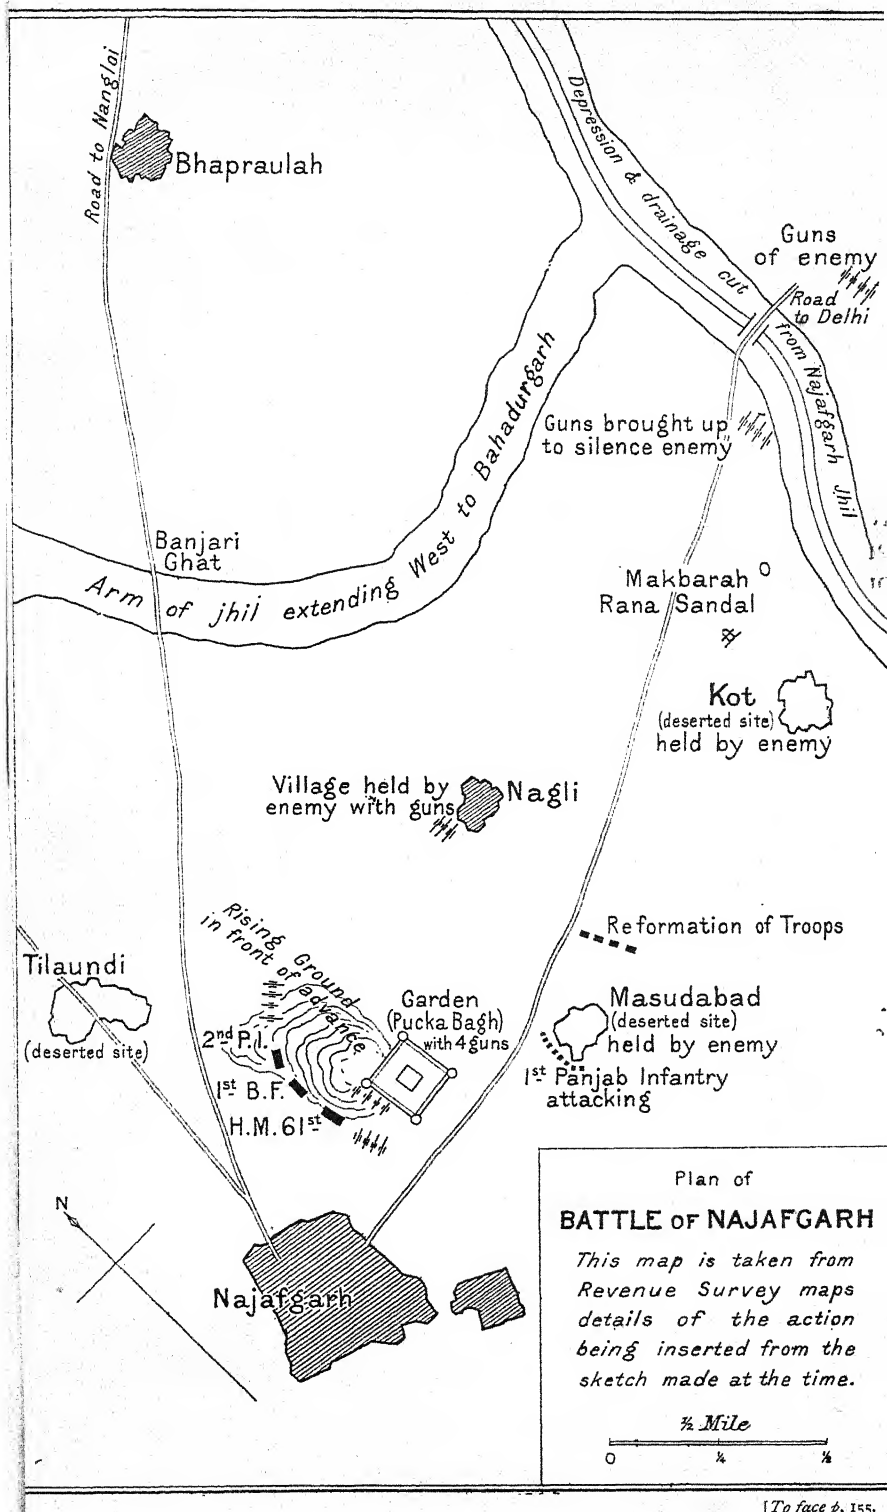 Road to Nangloi
Bhapraulah
Depression & drainage cut
from Najafgarh Jhil
Guns
of enemy
Road
to Delhi
Guns brought up
to silence enemy
Banjari
Ghat
Arm of jhil extending West to Bahadurgarh
Makbarah
Rana Sandal
Kot
(deserted site)
held by enemy
Village held by
enemy with guns
Nagli
Rising Ground
in front of advance
Reformation of Troops
Tilaundi
(deserted site)
Garden
(Pucka Bagh)
with 4 guns
Masudabad
(deserted site)
held by enemy
2nd P.I.
1st B.F.
H.M. 61st
1st Panjab Infantry
attacking
N
Najafgarh
Plan of
BATTLE OF NAJAFGARH
This map is taken from
Revenue Survey maps
details of the action
being inserted from the
sketch made at the time.
½ Mile
0 ¼ ½
[To face p. 155.